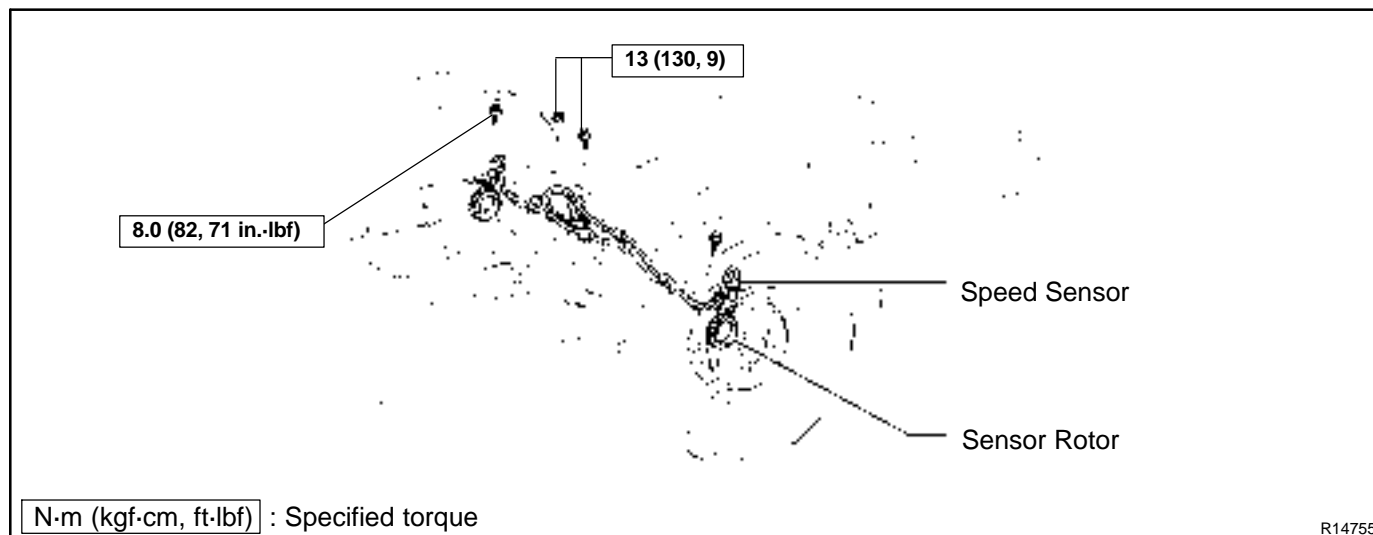 13 (130, 9)
8.0 (82, 71 in.·lbf)
Speed Sensor
Sensor Rotor
N·m (kgf·cm, ft·lbf) : Specified torque
R14755